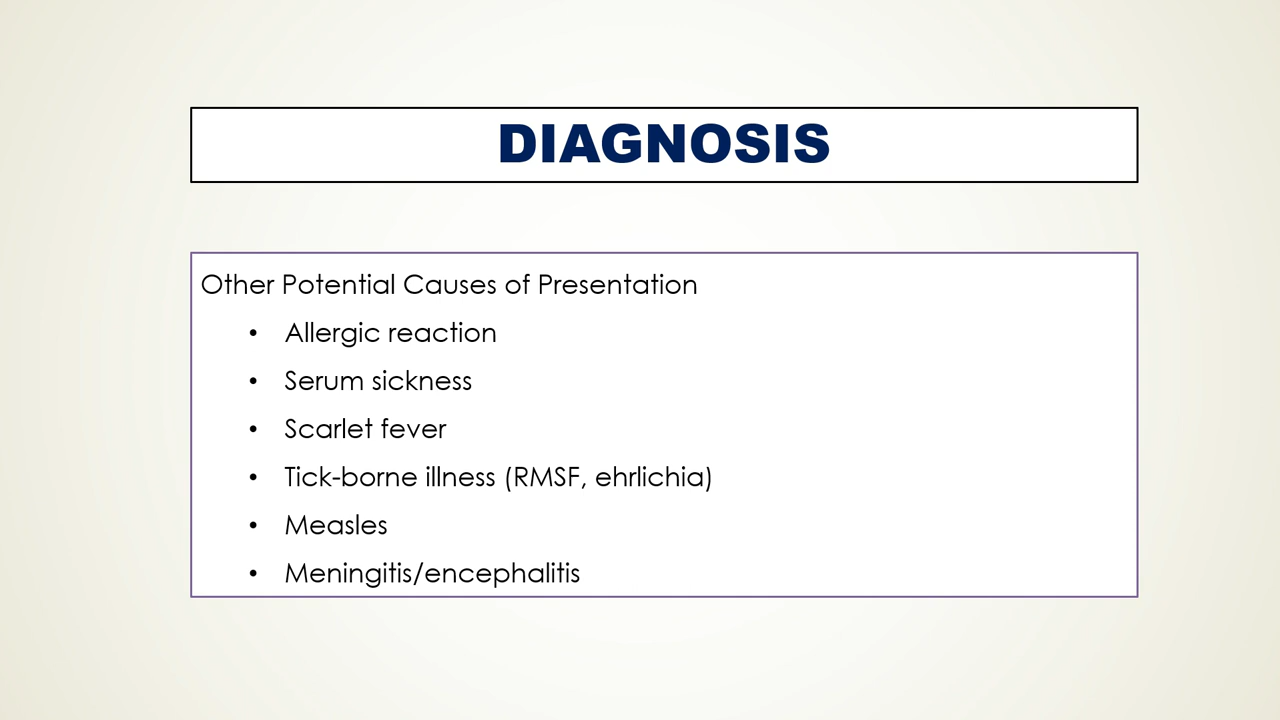 DIAGNOSIS
Other Potential Causes of Presentation
• Allergic reaction
• Serum sickness
• Scarlet fever
• Tick-borne illness (RMSF, ehrlichia)
• Measles
• Meningitis/encephalitis